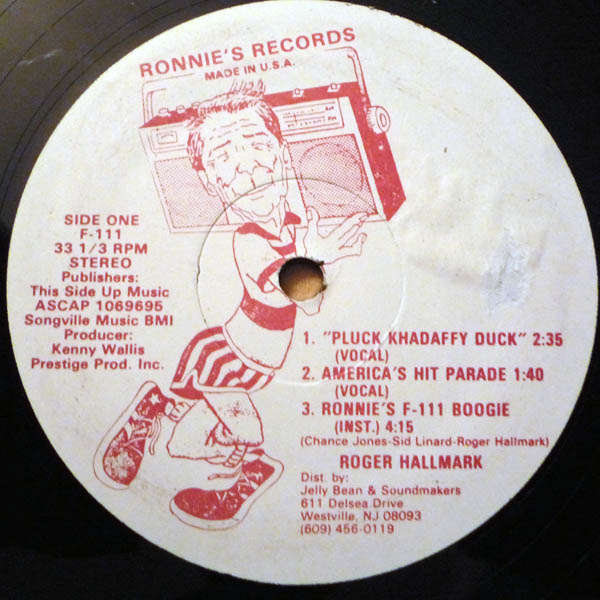 RONNIE'S RECORDS
MADE IN U.S.A.
SIDE ONE
F-111
33 1/3 RPM
STEREO
Publishers:
This Side Up Music
ASCAP 1069695
Songville Music BMI
Producer:
Kenny Wallis
Prestige Prod. Inc.
1. "PLUCK KHADAFFY DUCK" 2:35
(VOCAL)
2. AMERICA'S HIT PARADE 1:40
(VOCAL)
3. RONNIE'S F-111 BOOGIE
(INST.) 4:15
(Chance Jones-Sid Linard-Roger Hallmark)
ROGER HALLMARK
Dist. by:
Jelly Bean & Soundmakers
611 Delsea Drive
Westville, NJ 08093
(609) 456-0119